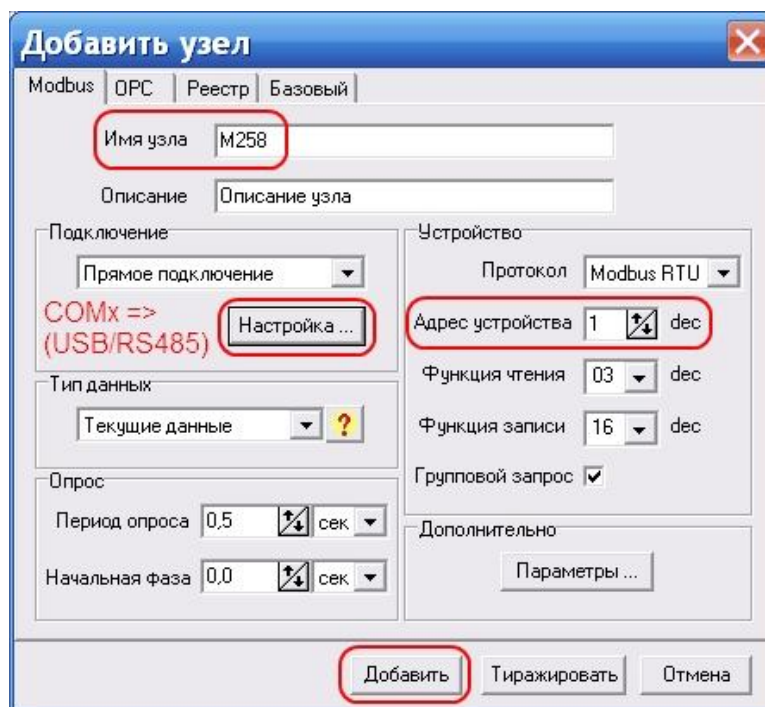 Добавить узел
Modbus OPC Реестр Базовый
Имя узла M258
Описание Описание узла
Подключение
Прямое подключение
COMx =>
(USB/RS485)
Настройка ...
Тип данных
Текущие данные ?
Опрос
Период опроса 0,5 сек
Начальная фаза 0,0 сек
Устройство
Протокол Modbus RTU
Адрес устройства 1 dec
Функция чтения 03 dec
Функция записи 16 dec
Групповой запрос
Дополнительно
Параметры ...
Добавить Тиражировать Отмена